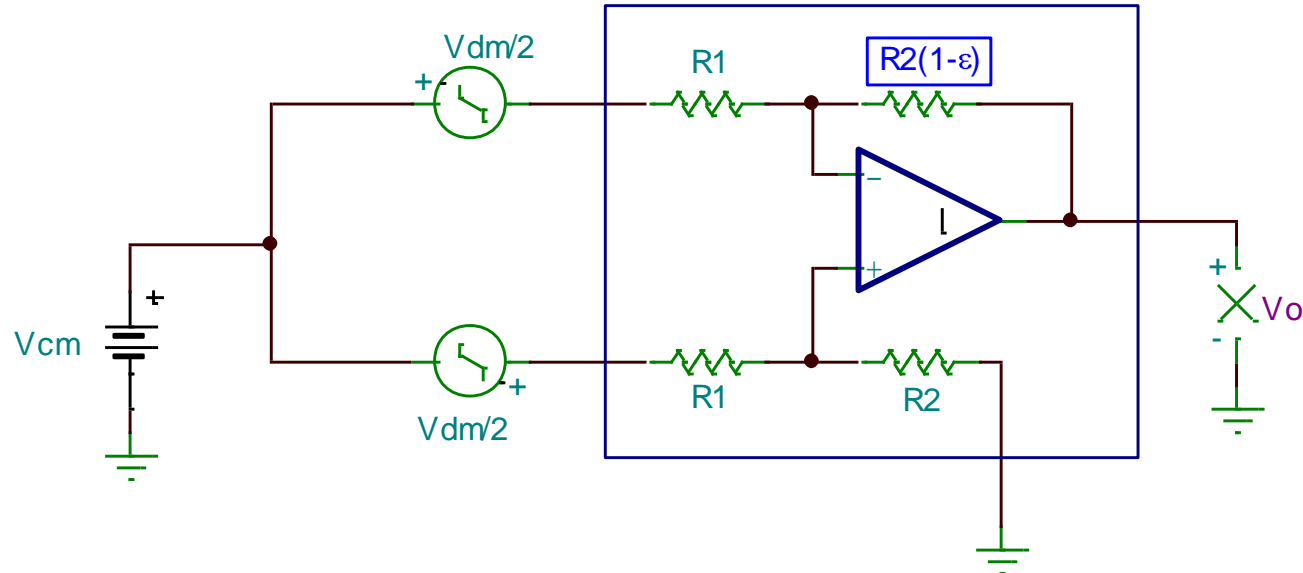 Vdm/2
R1
R2(1-ε)
+
-
−
+
+
Vcm
+
-
Vo
R1
R2
+
-
Vdm/2